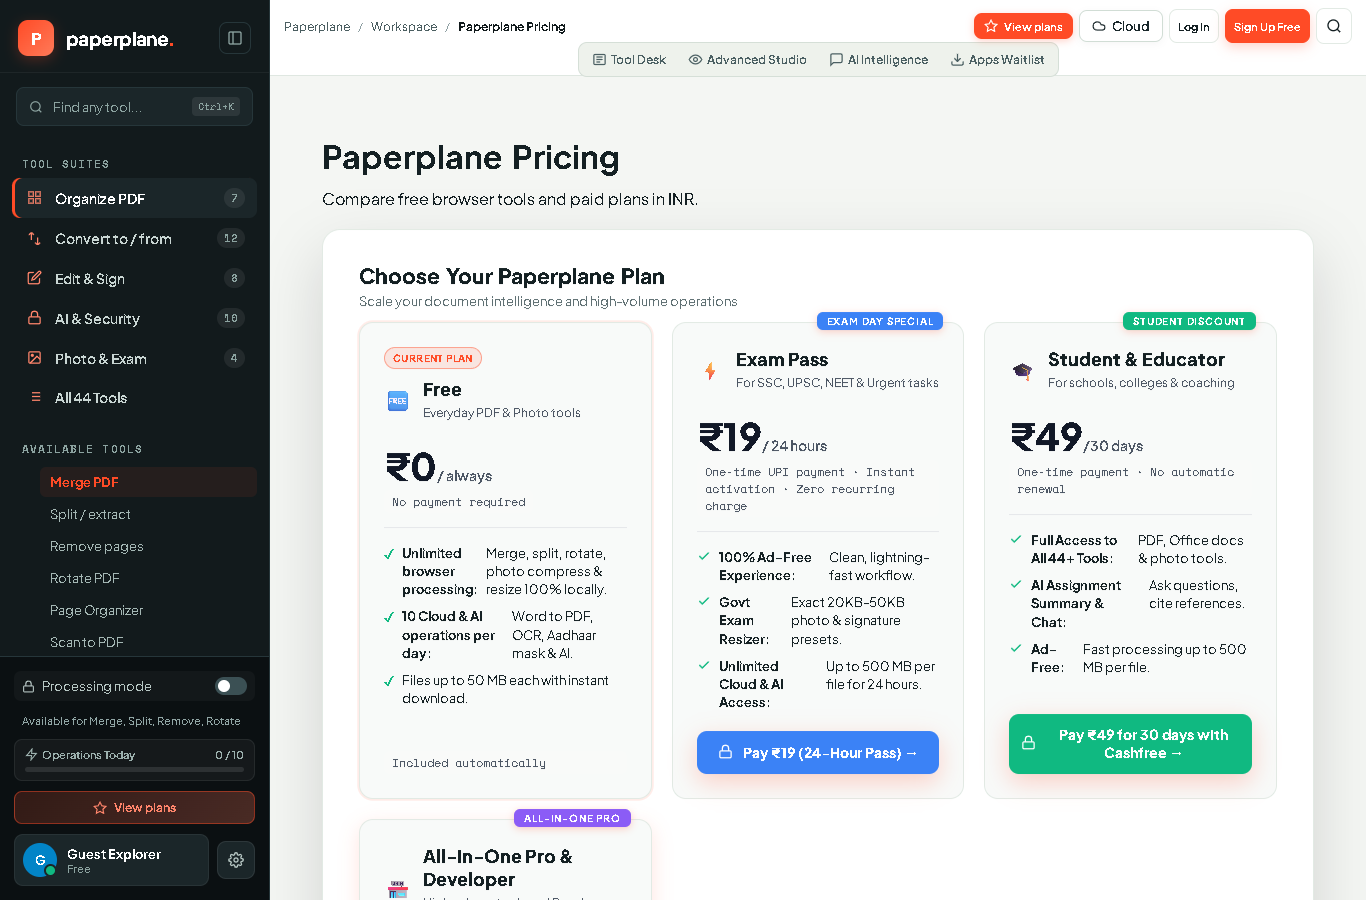 P paperplane.
Find any tool... Ctrl+K
TOOL SUITES
Organize PDF 7
Convert to / from 12
Edit & Sign 8
AI & Security 10
Photo & Exam 4
All 44 Tools
AVAILABLE TOOLS
Merge PDF
Split / extract
Remove pages
Rotate PDF
Page Organizer
Scan to PDF
Processing mode
Available for Merge, Split, Remove, Rotate
Operations Today 0 / 10
View plans
G Guest Explorer
Free
Paperplane / Workspace / Paperplane Pricing
View plans Cloud Log In Sign Up Free
Tool Desk Advanced Studio AI Intelligence Apps Waitlist
Paperplane Pricing
Compare free browser tools and paid plans in INR.
Choose Your Paperplane Plan
Scale your document intelligence and high-volume operations
CURRENT PLAN
FREE Free
Everyday PDF & Photo tools
₹0 / always
No payment required
Unlimited browser processing: Merge, split, rotate, photo compress & resize 100% locally.
10 Cloud & AI operations per day: Word to PDF, OCR, Aadhaar mask & AI.
Files up to 50 MB each with instant
download.
Included automatically
EXAM DAY SPECIAL
Exam Pass
For SSC, UPSC, NEET & Urgent tasks
₹19 / 24 hours
One-time UPI payment · Instant
activation · Zero recurring
charge
100% Ad-Free Experience: Clean, lightning-fast workflow.
Govt Exam Resizer: Exact 20KB-50KB photo & signature presets.
Unlimited Cloud & AI Access: Up to 500 MB per file for 24 hours.
Pay ₹19 (24-Hour Pass) →
STUDENT DISCOUNT
Student & Educator
For schools, colleges & coaching
₹49 /30 days
One-time payment · No automatic
renewal
Full Access to All 44+ Tools: PDF, Office docs & photo tools.
AI Assignment Summary & Chat: Ask questions, cite references.
Ad-Free: Fast processing up to 500 MB per file.
Pay ₹49 for 30 days with
Cashfree →
ALL-IN-ONE PRO
All-In-One Pro &
Developer